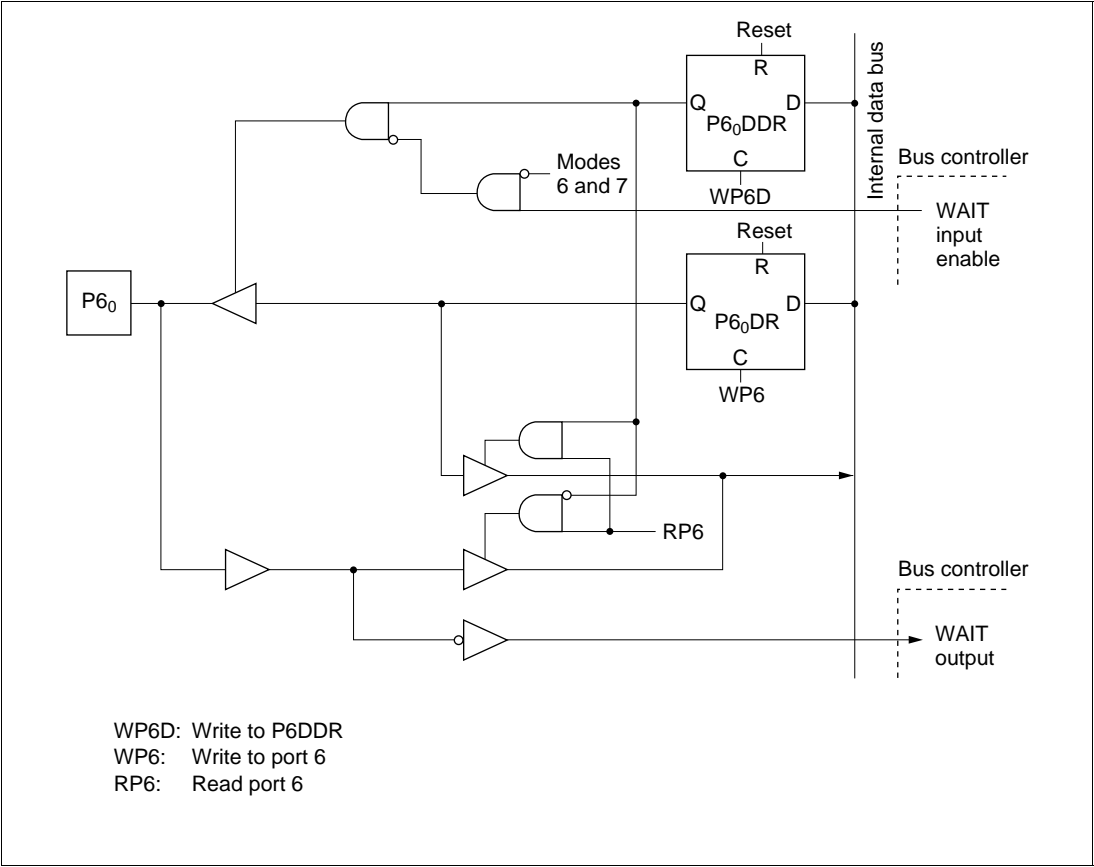 Reset
R
Q
D
P6₀DDR
C
WP6D
Internal data bus
Modes
6 and 7
Bus controller
WAIT
input
enable
Reset
R
Q
D
P6₀DR
C
WP6
P6₀
RP6
Bus controller
WAIT
output
WP6D: Write to P6DDR
WP6: Write to port 6
RP6: Read port 6